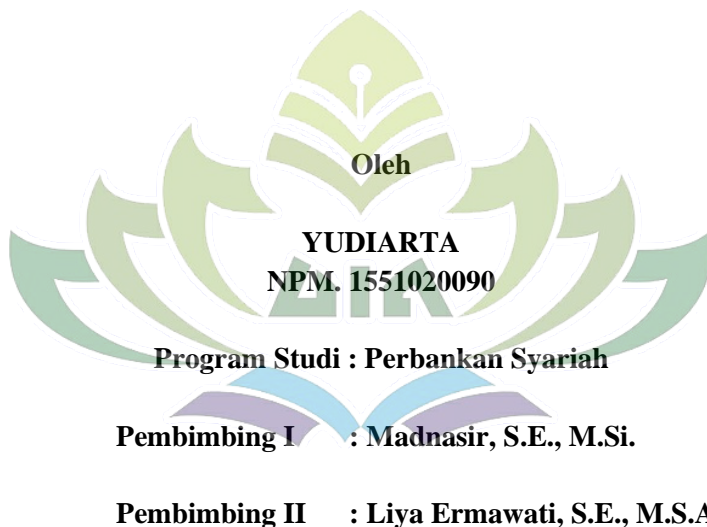 Oleh
YUDIARTA
NPM. 1551020090
Program Studi : Perbankan Syariah
Pembimbing I : Madnasir, S.E., M.Si.
Pembimbing II : Liya Ermawati, S.E., M.S.A